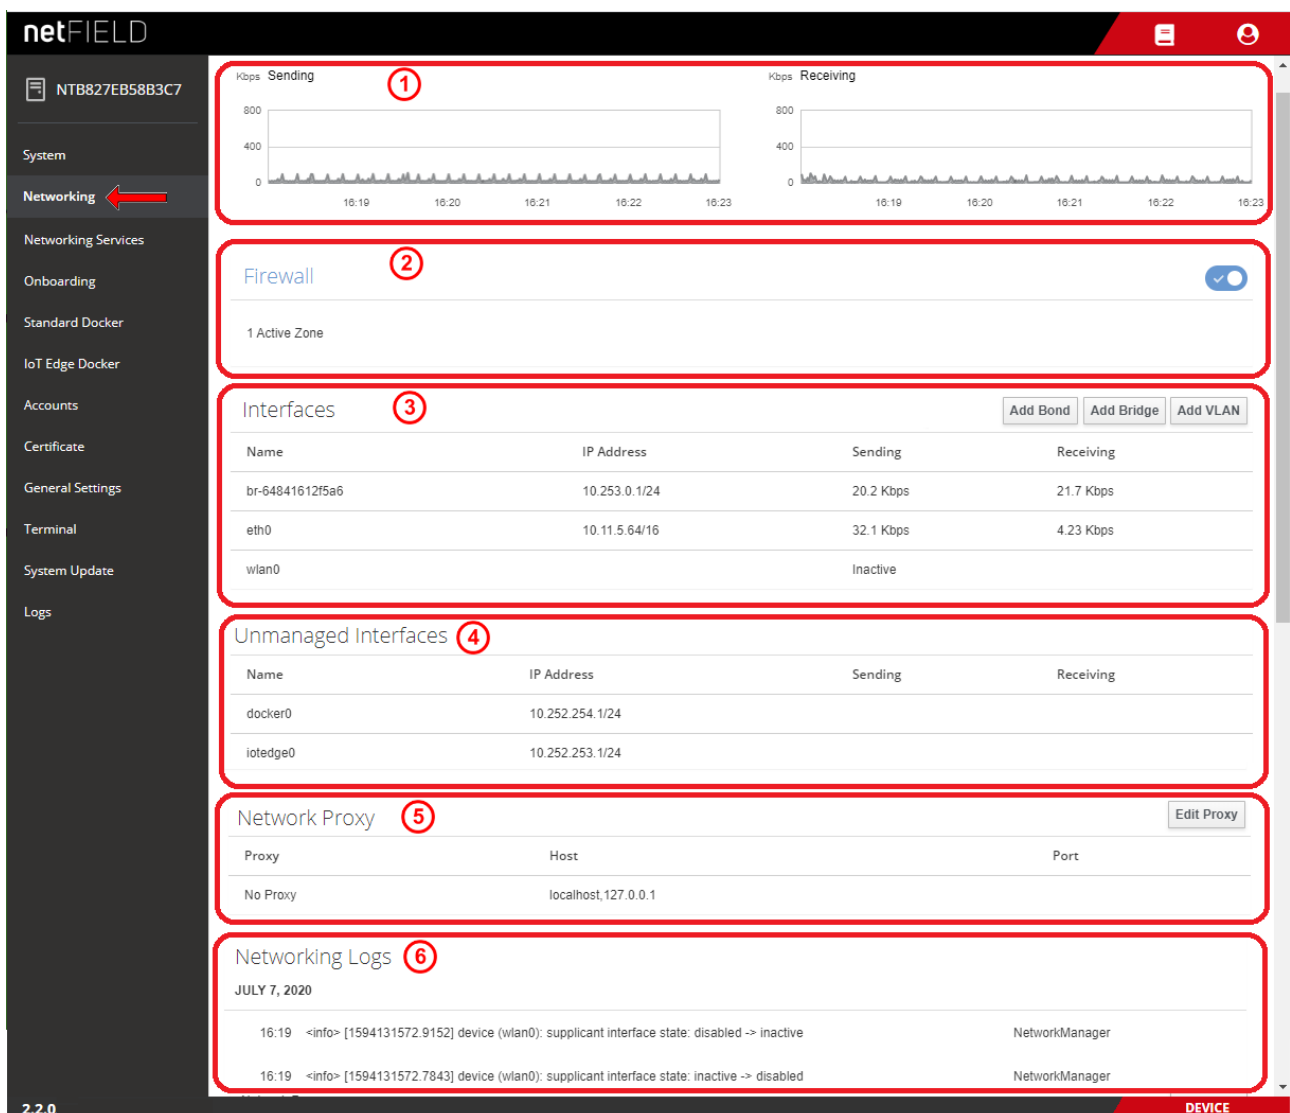 netFIELD
NTB827EB58B3C7
System
Networking
Networking Services
Onboarding
Standard Docker
IoT Edge Docker
Accounts
Certificate
General Settings
Terminal
System Update
Logs
2.2.0
Kbps Sending
1
800
400
0
16:19 16:20 16:21 16:22 16:23
Kbps Receiving
800
400
0
16:19 16:20 16:21 16:22 16:23
Firewall 2
1 Active Zone
Interfaces 3 Add Bond Add Bridge Add VLAN
Name IP Address Sending Receiving
br-64841612f5a6 10.253.0.1/24 20.2 Kbps 21.7 Kbps
eth0 10.11.5.64/16 32.1 Kbps 4.23 Kbps
wlan0 Inactive
Unmanaged Interfaces 4
Name IP Address Sending Receiving
docker0 10.252.254.1/24
iotedge0 10.252.253.1/24
Network Proxy 5 Edit Proxy
Proxy Host Port
No Proxy localhost,127.0.0.1
Networking Logs 6
JULY 7, 2020
16:19 <info> [1594131572.9152] device (wlan0): supplicant interface state: disabled -> inactive NetworkManager
16:19 <info> [1594131572.7843] device (wlan0): supplicant interface state: inactive -> disabled NetworkManager
DEVICE